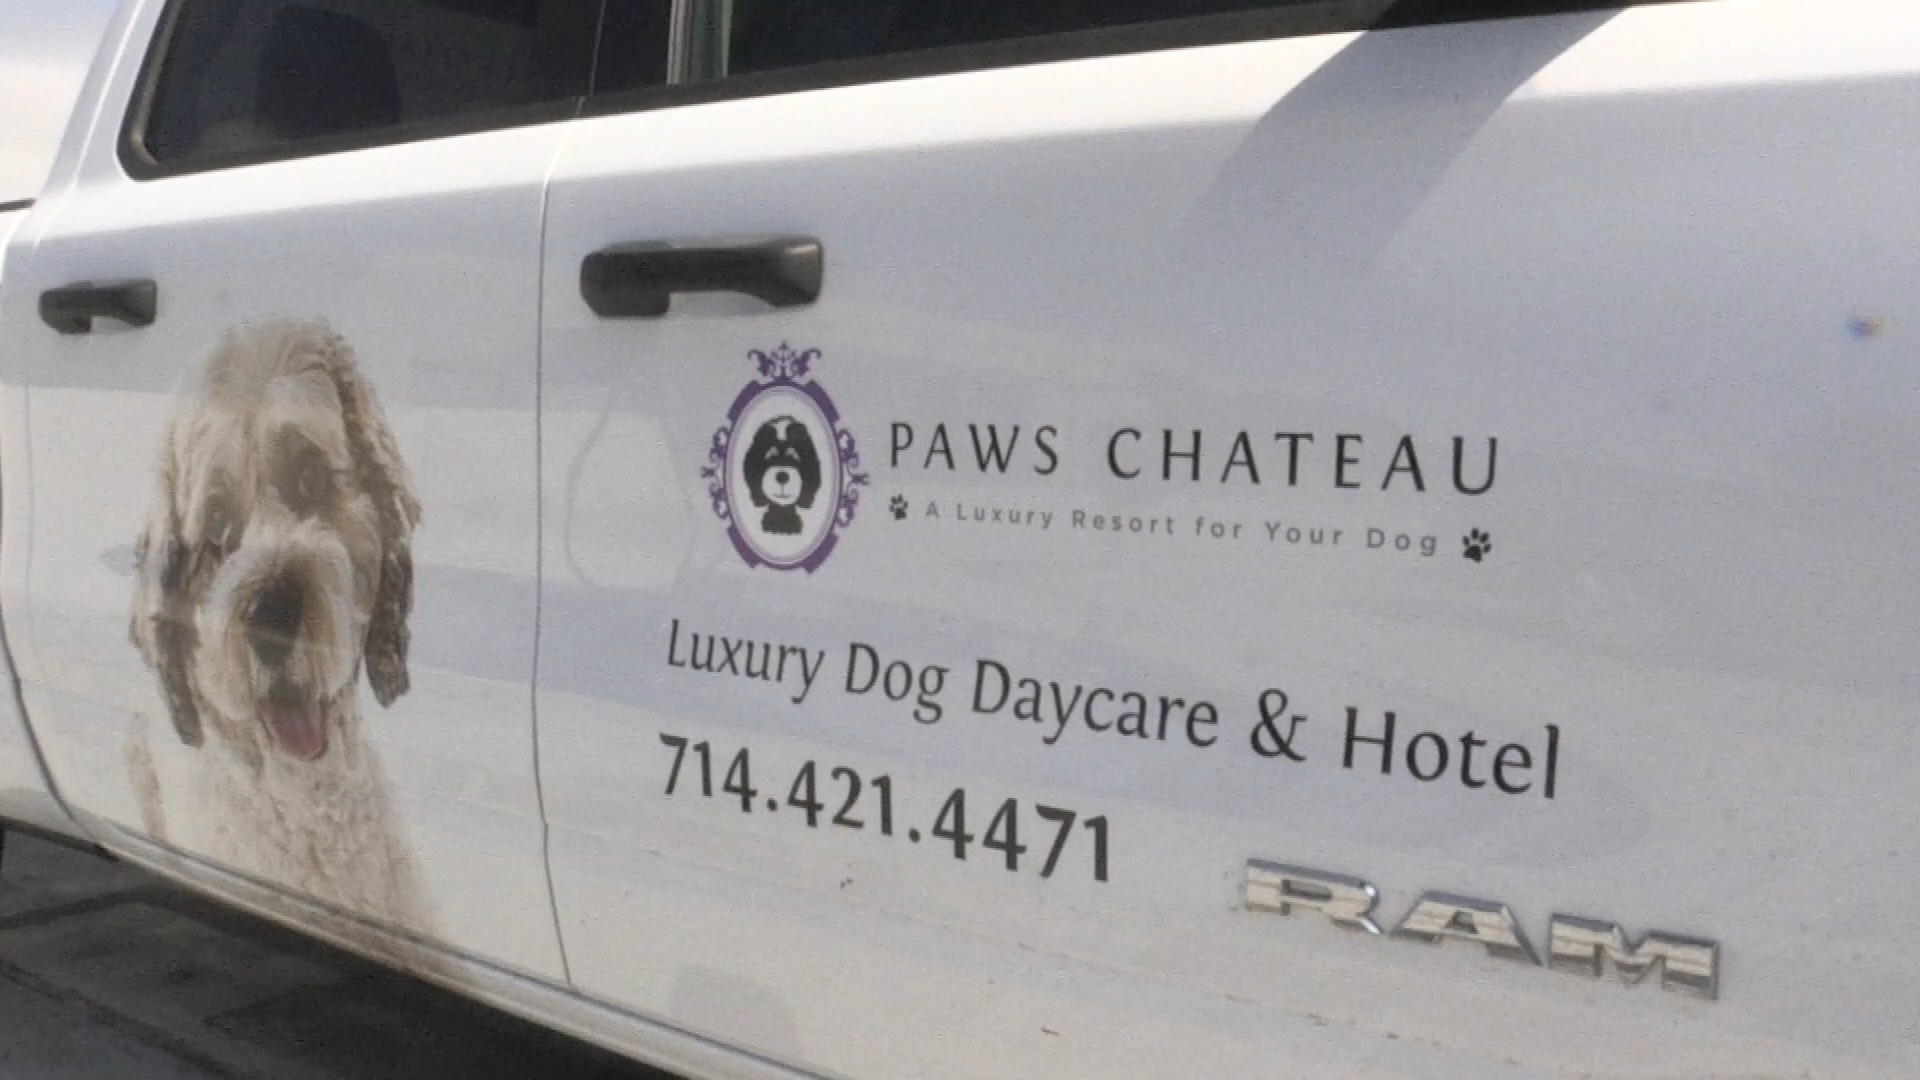 PAWS CHATEAU
A Luxury Resort for Your Dog
Luxury Dog Daycare & Hotel
714.421.4471
RAM